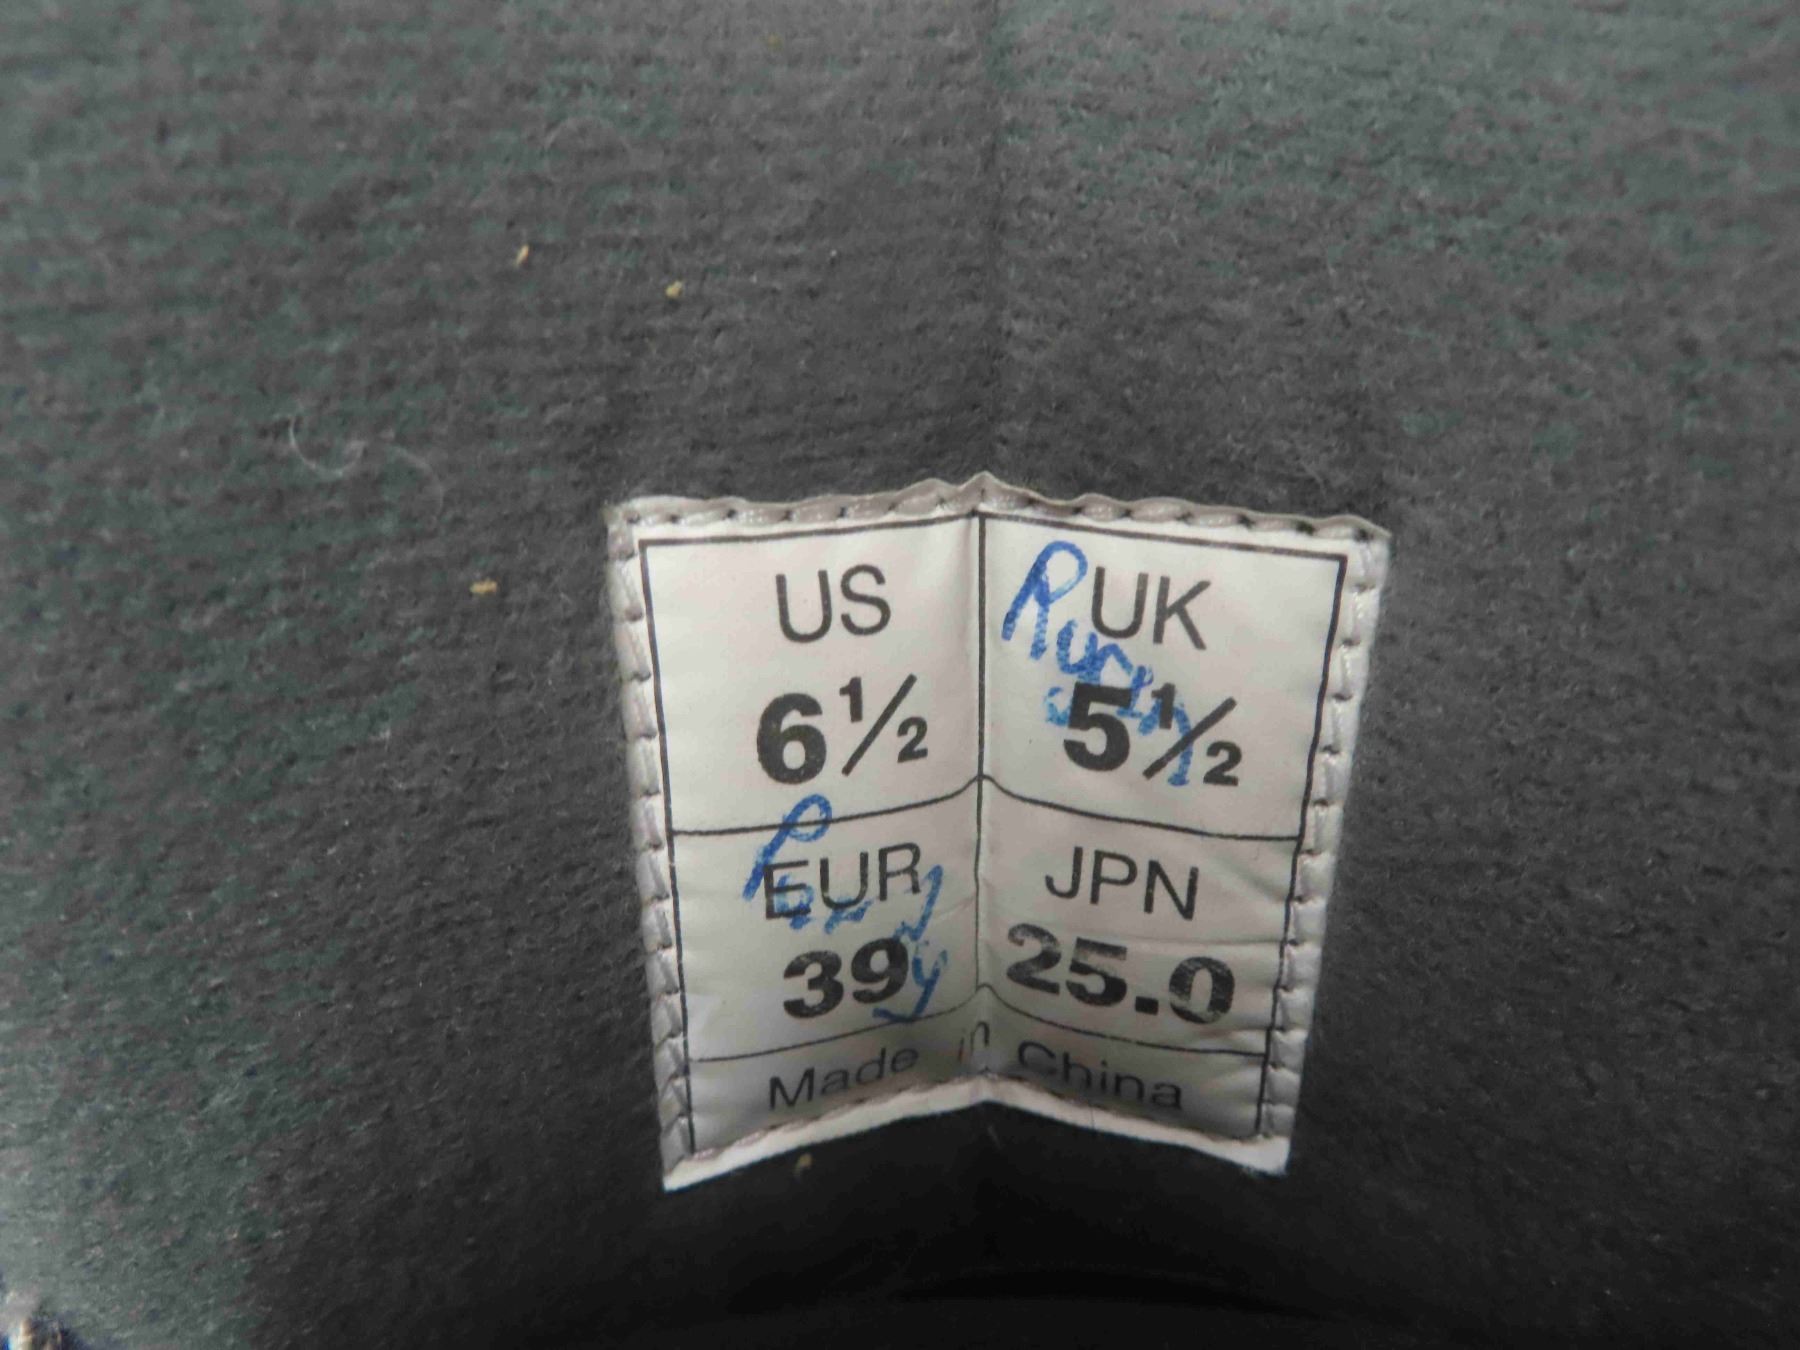 US UK
6½ 5½
EUR JPN
39 25.0
Made in China